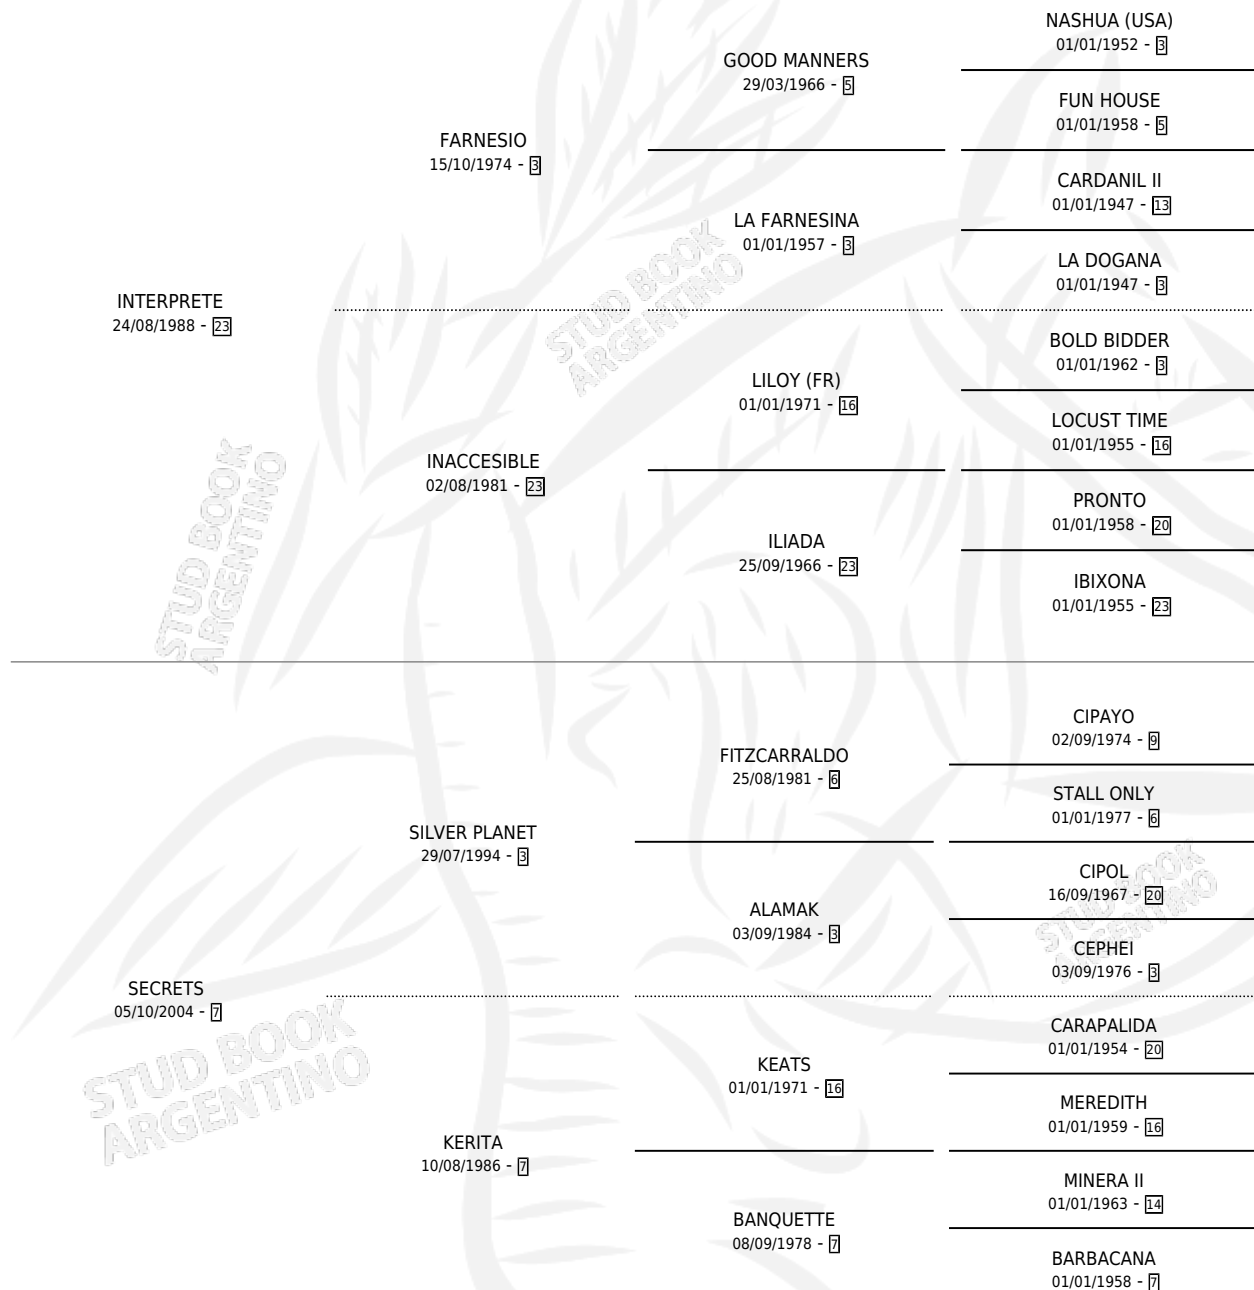 NASHUA (USA)
01/01/1952 - 3
GOOD MANNERS
29/03/1966 - 5
FUN HOUSE
01/01/1958 - 5
FARNESIO
15/10/1974 - 3
CARDANIL II
01/01/1947 - 13
LA FARNESINA
01/01/1957 - 3
LA DOGANA
01/01/1947 - 3
INTERPRETE
24/08/1988 - 23
BOLD BIDDER
01/01/1962 - 3
LILOY (FR)
01/01/1971 - 16
LOCUST TIME
01/01/1955 - 16
INACCESIBLE
02/08/1981 - 23
PRONTO
01/01/1958 - 20
ILIADA
25/09/1966 - 23
IBIXONA
01/01/1955 - 23
STUD BOOK
ARGENTINO
STUD BOOK
ARGENTINO
CIPAYO
02/09/1974 - 9
FITZCARRALDO
25/08/1981 - 6
STALL ONLY
01/01/1977 - 6
SILVER PLANET
29/07/1994 - 3
CIPOL
16/09/1967 - 20
ALAMAK
03/09/1984 - 3
CEPHEI
03/09/1976 - 3
STUD BOOK
ARGENTINO
SECRETS
05/10/2004 - 7
CARAPALIDA
01/01/1954 - 20
KEATS
01/01/1971 - 16
MEREDITH
01/01/1959 - 16
KERITA
10/08/1986 - 7
MINERA II
01/01/1963 - 14
BANQUETTE
08/09/1978 - 7
BARBACANA
01/01/1958 - 7
STUD BOOK
ARGENTINO